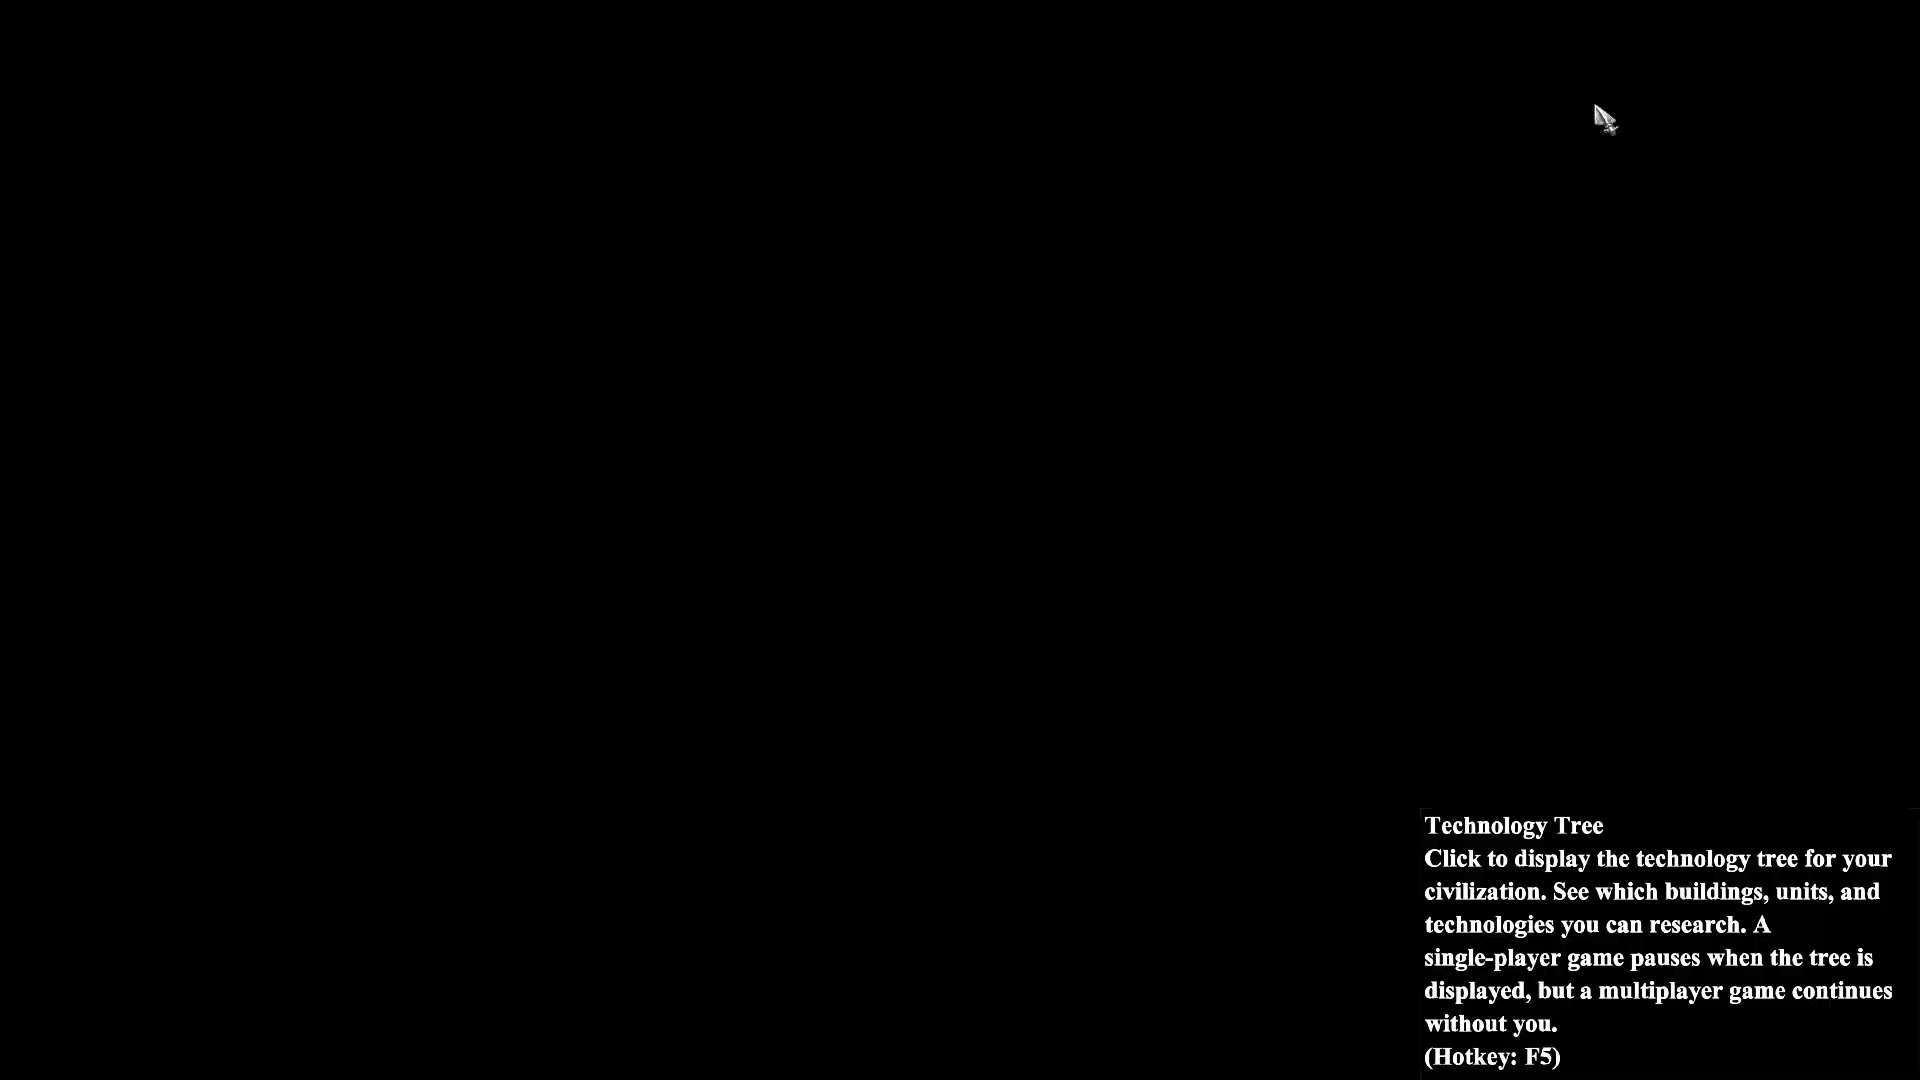 Technology Tree
Click to display the technology tree for your
civilization. See which buildings, units, and
technologies you can research. A
single-player game pauses when the tree is
displayed, but a multiplayer game continues
without you.
(Hotkey: F5)